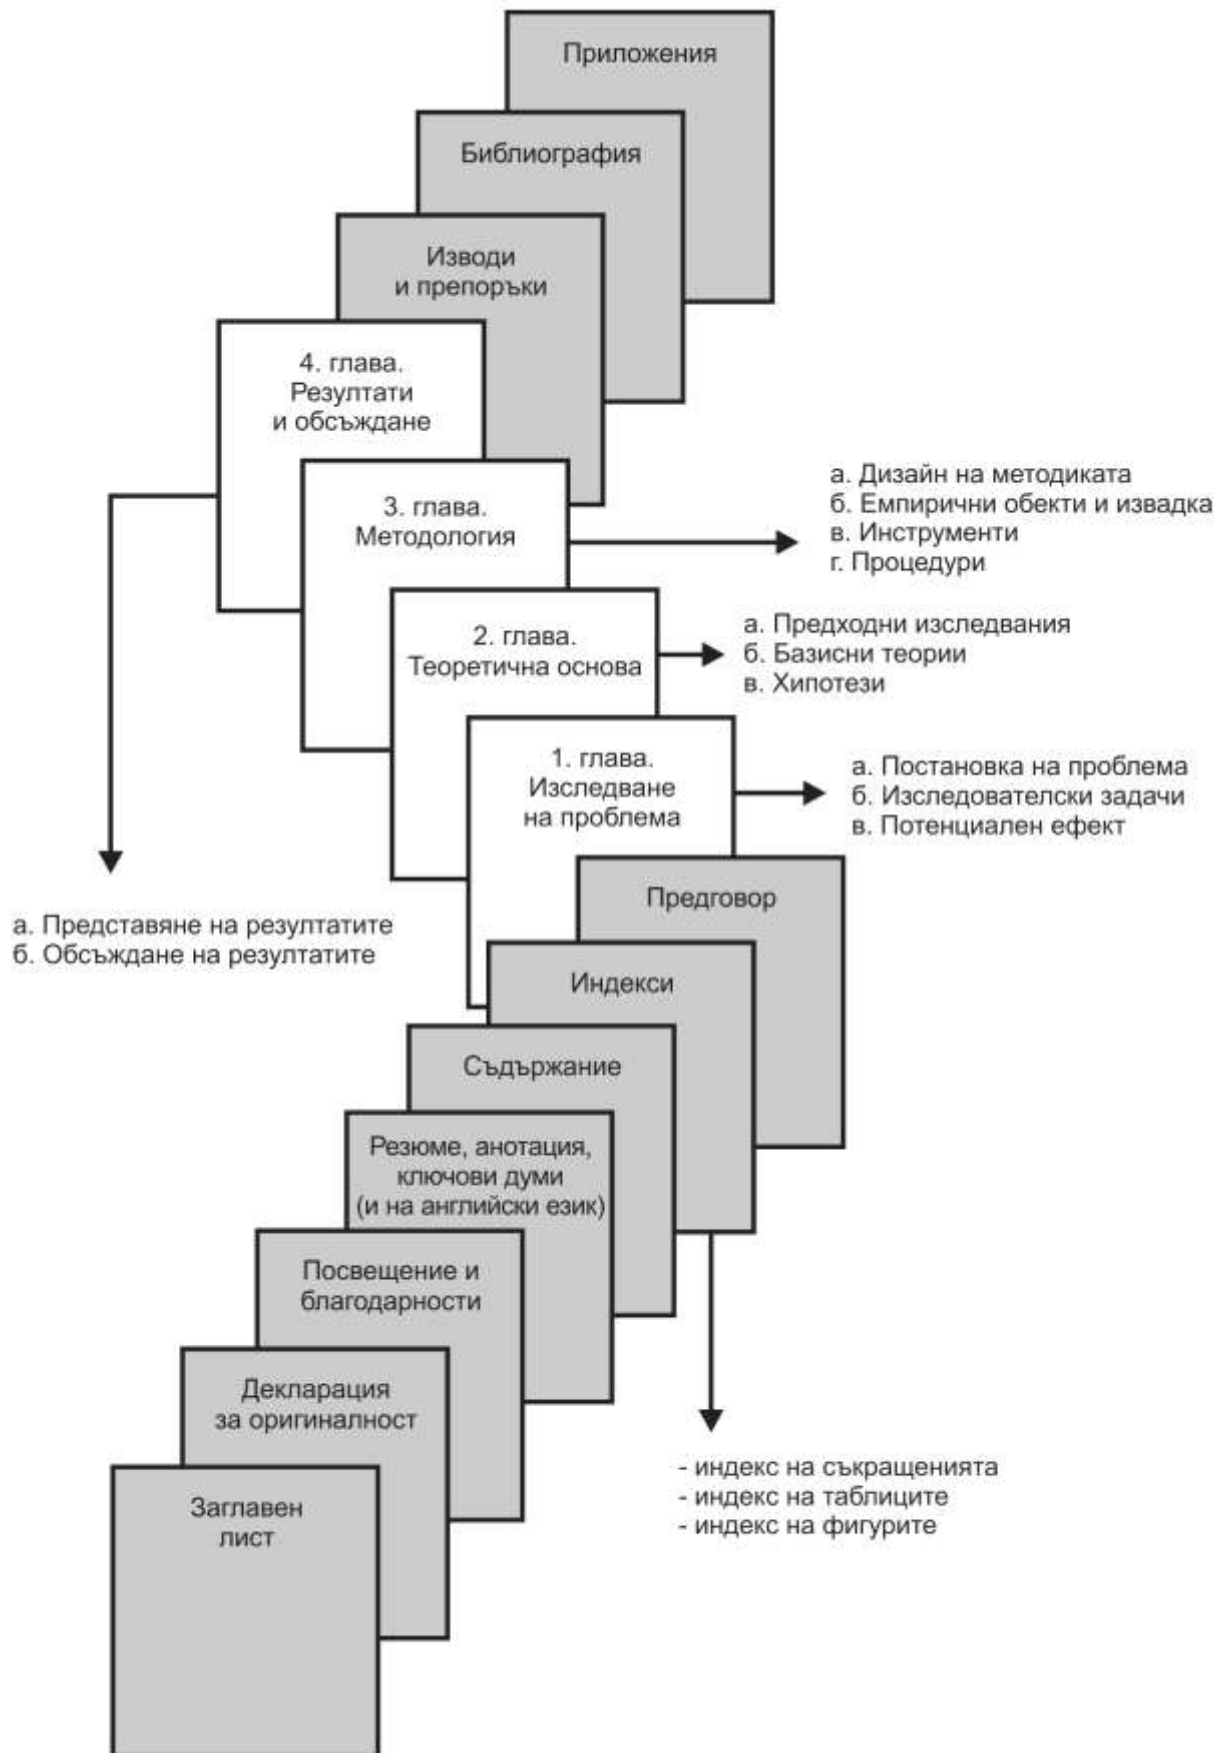 Приложения
Библиография
Изводи
и препоръки
4. глава.
Резултати
и обсъждане
3. глава.
Методология
а. Дизайн на методиката
б. Емпирични обекти и извадка
в. Инструменти
г. Процедури
2. глава.
Теоретична основа
а. Предходни изследвания
б. Базисни теории
в. Хипотези
1. глава.
Изследване
на проблема
а. Постановка на проблема
б. Изследователски задачи
в. Потенциален ефект
Предговор
а. Представяне на резултатите
б. Обсъждане на резултатите
Индекси
Съдържание
Резюме, анотация,
ключови думи
(и на английски език)
Посвещение и
благодарности
Декларация
за оригиналност
- индекс на съкращенията
- индекс на таблиците
- индекс на фигурите
Заглавен
лист